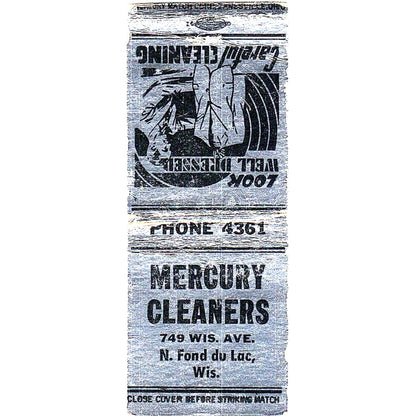 Careful CLEANING
LOOK
WELL DRESSED
PHONE 4361
MERCURY
CLEANERS
749 WIS. AVE.
N. Fond du Lac,
Wis.
CLOSE COVER BEFORE STRIKING MATCH